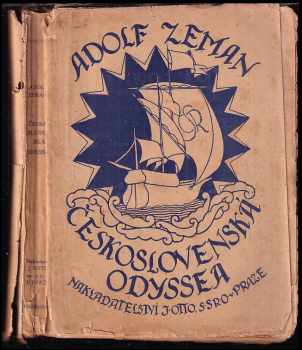 ADOLF ZEMAN
ČESKOSLOVENSKÁ
ODYSSEA
NAKLADATELSTVÍ J. OTTO, S. S R. O. V PRAZE